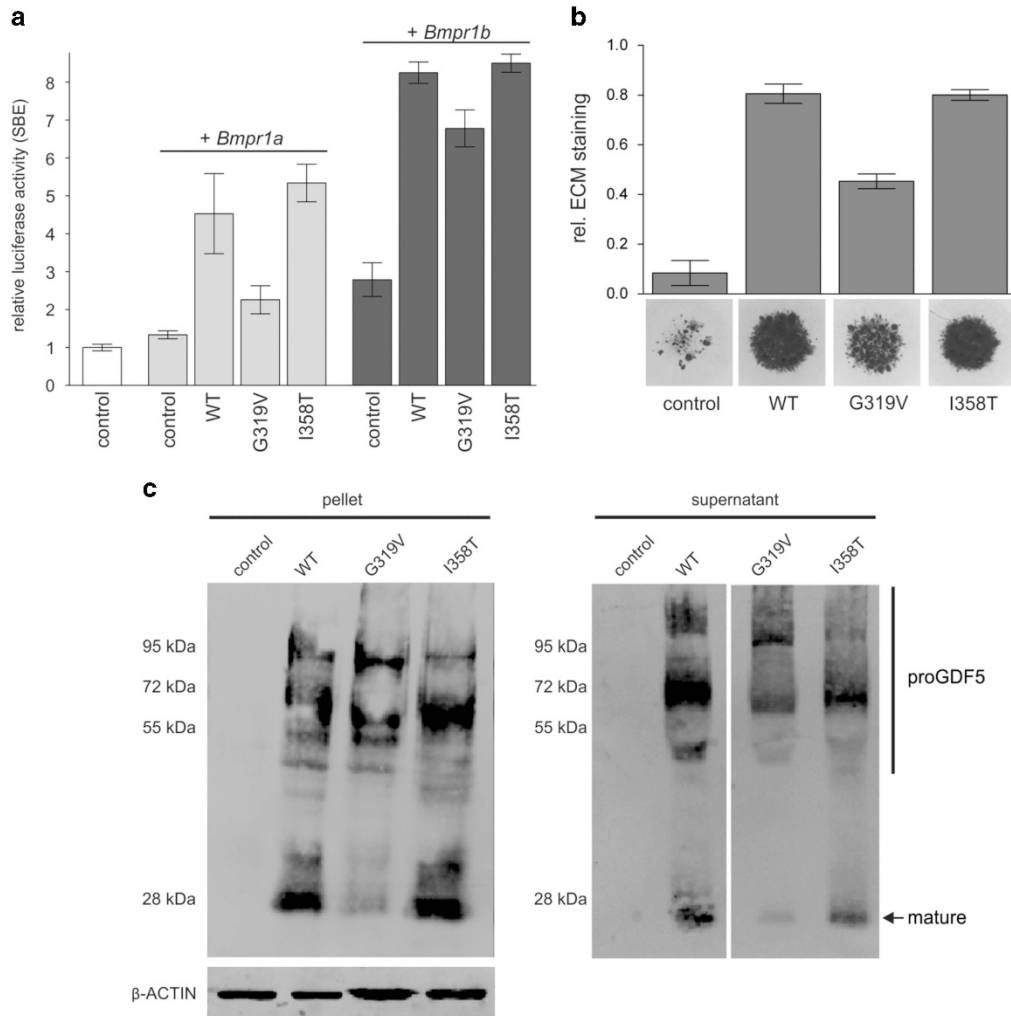 a
relative luciferase activity (SBE)
8
7
6
5
4
3
2
1
0
+ Bmpr1a
+ Bmpr1b
control
control
WT
G319V
I358T
control
WT
G319V
I358T
b
rel. ECM staining
1.0
0.8
0.6
0.4
0.2
0.0
control WT G319V I358T
c
pellet
control WT G319V I358T
95 kDa
72 kDa
55 kDa
28 kDa
β-ACTIN
supernatant
control WT G319V I358T
95 kDa
72 kDa
55 kDa
28 kDa
proGDF5
mature